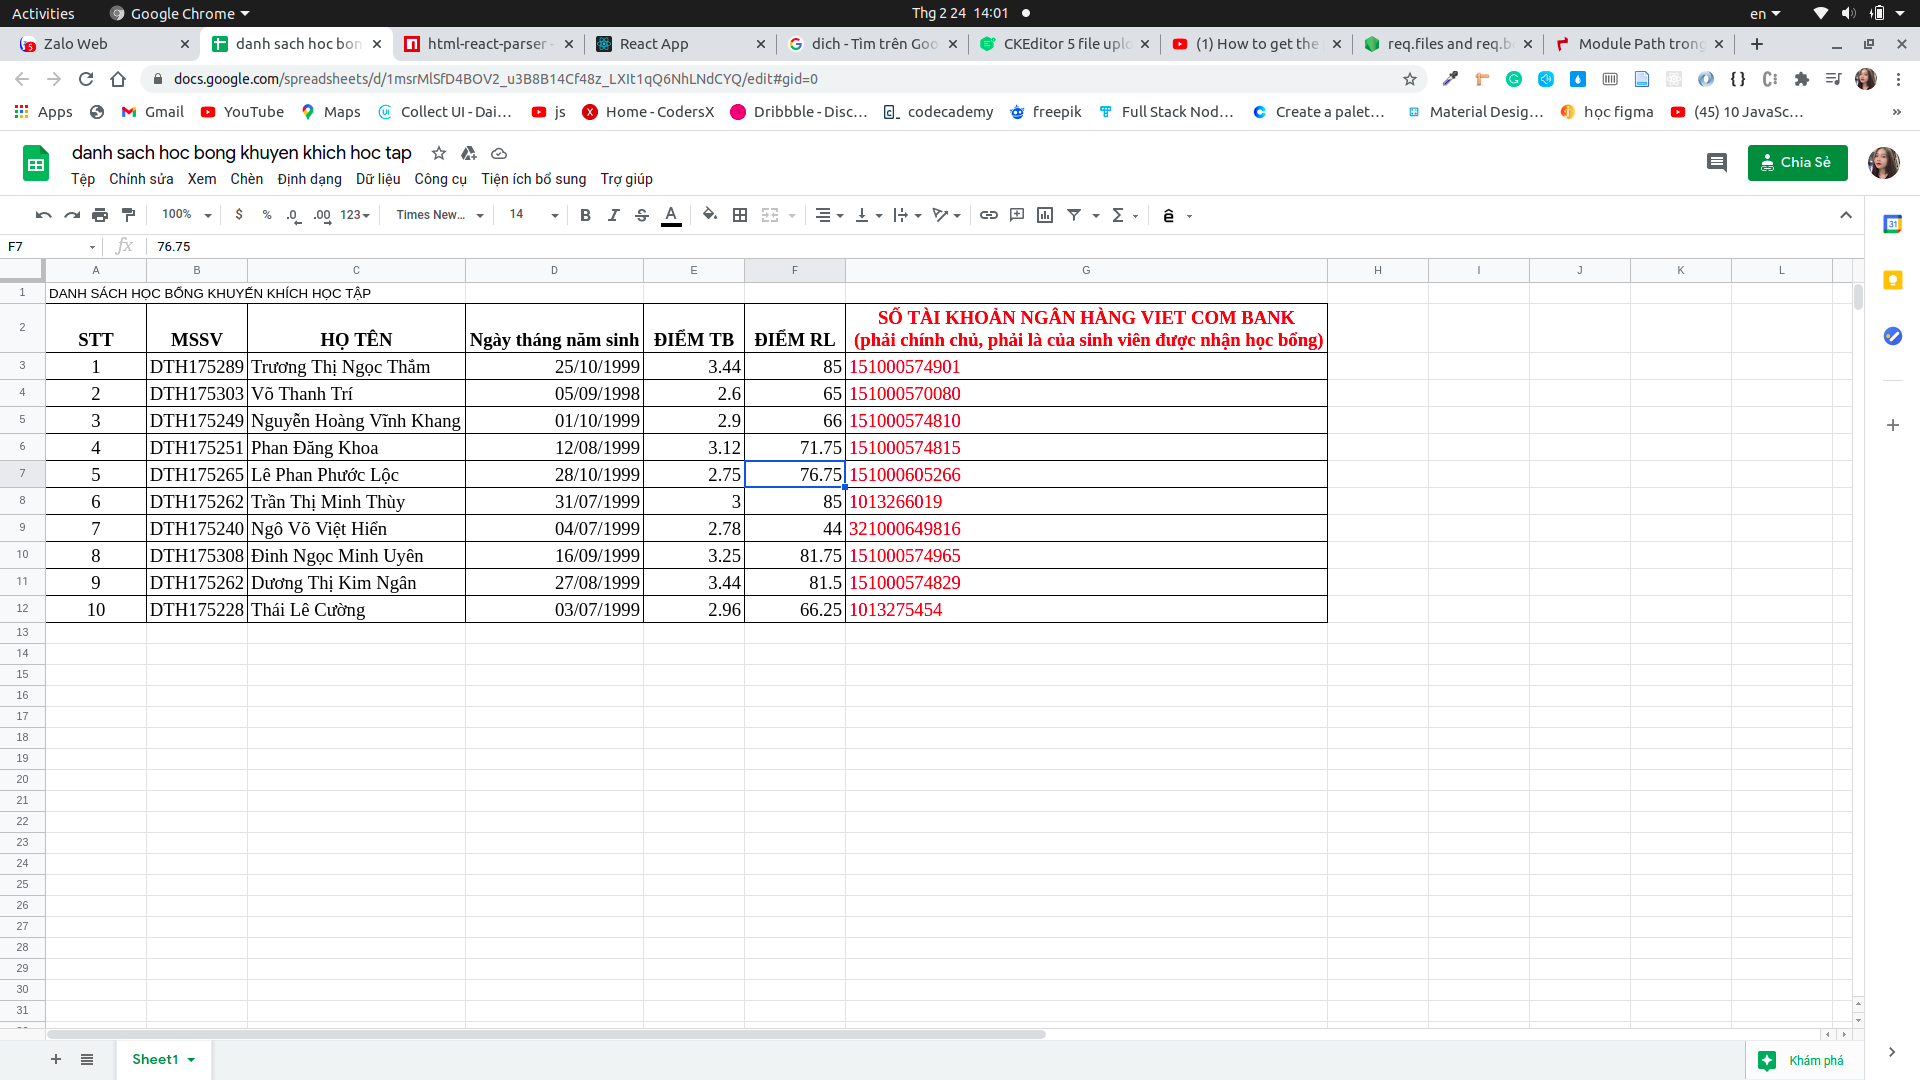 Activities Google Chrome Thg 2 24 14:01 en
Zalo Web danh sach hoc bon html-react-parser - React App dich - Tìm trên Goo CKEditor 5 file uplo (1) How to get the req.files and req.b Module Path trong
docs.google.com/spreadsheets/d/1msrMlSfD4BOV2_u3B8B14Cf48z_LXIt1qQ6NhLNdCYQ/edit#gid=0
Apps Gmail YouTube Maps Collect UI - Dai... js Home - CodersX Dribbble - Disc... codecademy freepik Full Stack Nod... Create a palet... Material Desig... học figma (45) 10 JavaSc... »
danh sach hoc bong khuyen khich hoc tap
Chia Sẻ
Tệp Chỉnh sửa Xem Chèn Định dạng Dữ liệu Công cụ Tiện ích bổ sung Trợ giúp
100% $ % .0 .00 123 Times New... 14 B I S A Σ ê
F7 fx 76.75
A B C D E F G H I J K L
1 DANH SÁCH HỌC BỔNG KHUYẾN KHÍCH HỌC TẬP
2 STT MSSV HỌ TÊN Ngày tháng năm sinh ĐIỂM TB ĐIỂM RL SỐ TÀI KHOẢN NGÂN HÀNG VIET COM BANK
(phải chính chủ, phải là của sinh viên được nhận học bổng)
3 1 DTH175289 Trương Thị Ngọc Thắm 25/10/1999 3.44 85 151000574901
4 2 DTH175303 Võ Thanh Trí 05/09/1998 2.6 65 151000570080
5 3 DTH175249 Nguyễn Hoàng Vĩnh Khang 01/10/1999 2.9 66 151000574810
6 4 DTH175251 Phan Đăng Khoa 12/08/1999 3.12 71.75 151000574815
7 5 DTH175265 Lê Phan Phước Lộc 28/10/1999 2.75 76.75 151000605266
8 6 DTH175262 Trần Thị Minh Thùy 31/07/1999 3 85 1013266019
9 7 DTH175240 Ngô Võ Việt Hiển 04/07/1999 2.78 44 321000649816
10 8 DTH175308 Đinh Ngọc Minh Uyên 16/09/1999 3.25 81.75 151000574965
11 9 DTH175262 Dương Thị Kim Ngân 27/08/1999 3.44 81.5 151000574829
12 10 DTH175228 Thái Lê Cường 03/07/1999 2.96 66.25 1013275454
13
14
15
16
17
18
19
20
21
22
23
24
25
26
27
28
29
30
31
Sheet1
Khám phá